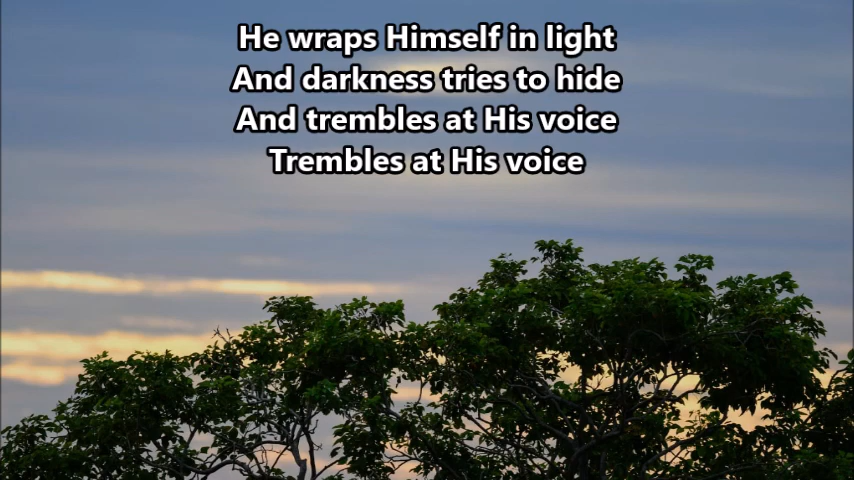 He wraps Himself in light
And darkness tries to hide
And trembles at His voice
Trembles at His voice